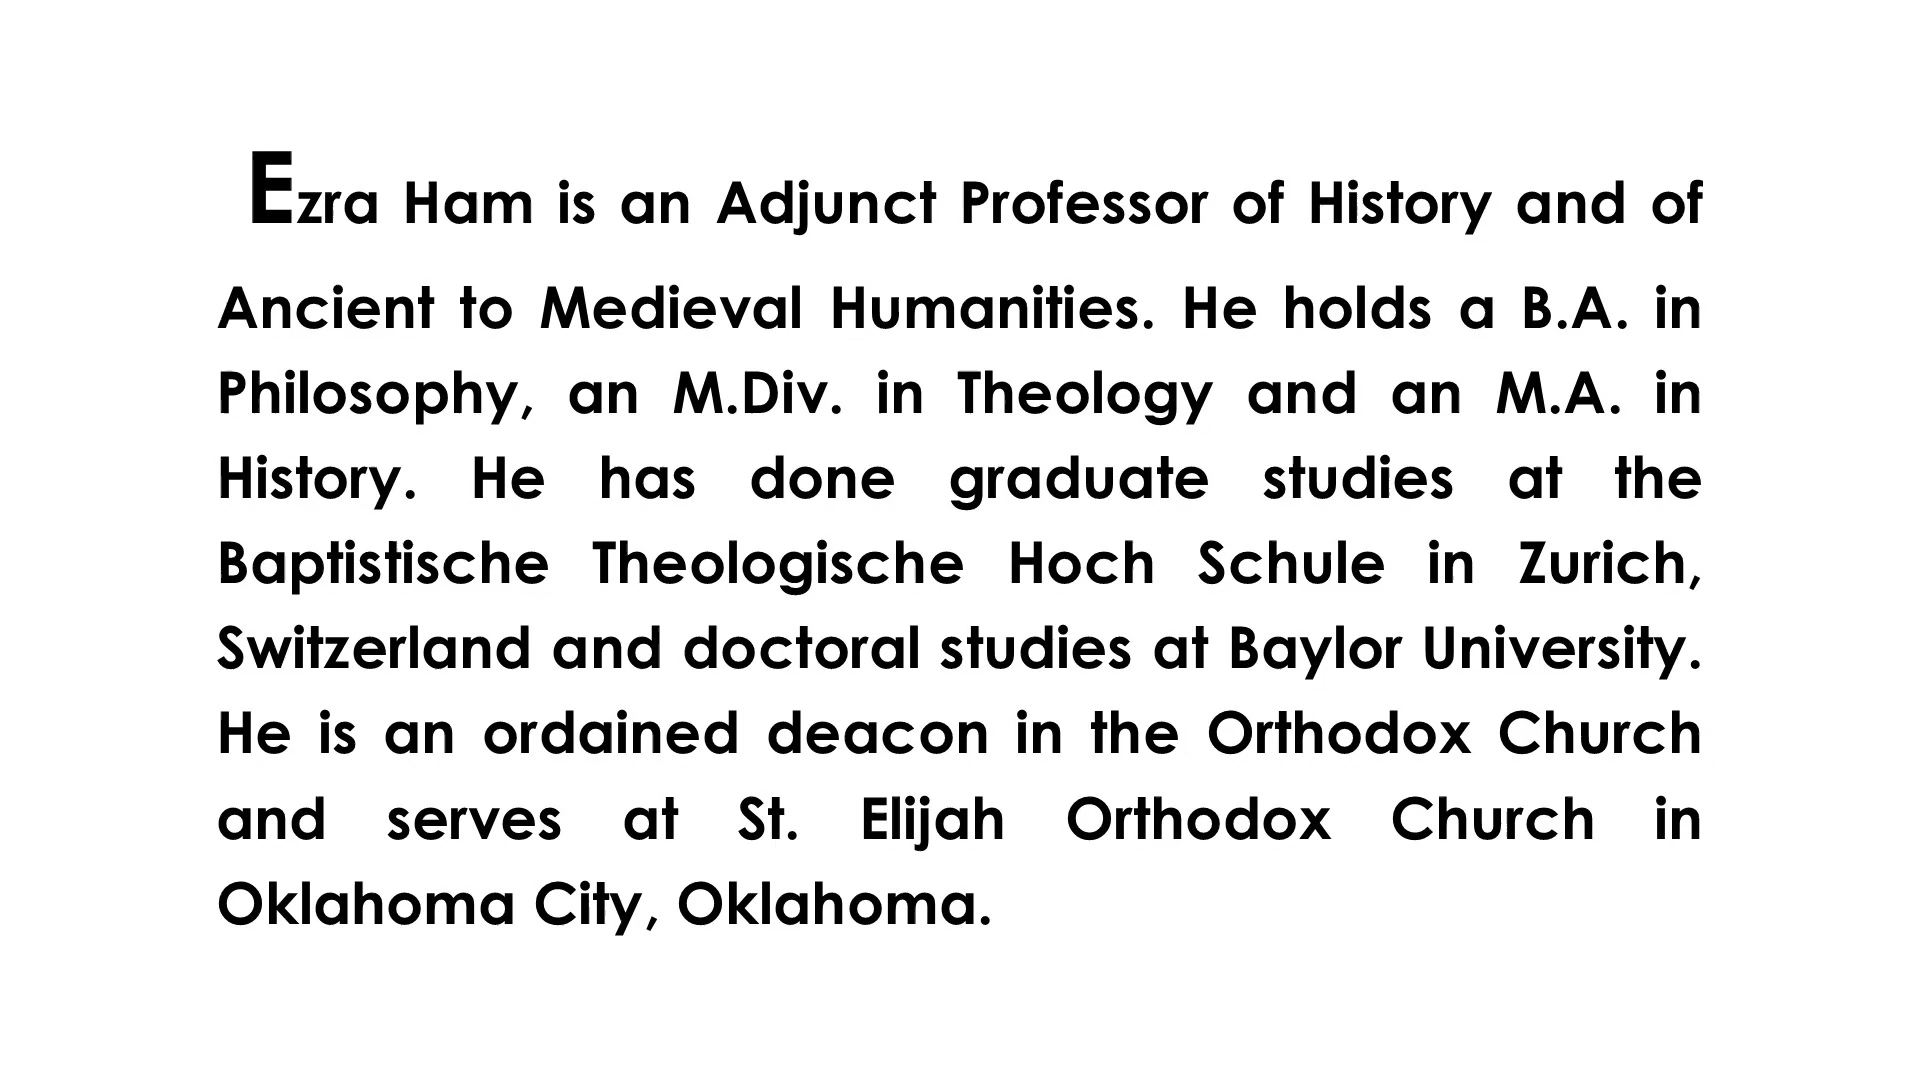 Ezra Ham is an Adjunct Professor of History and of
Ancient to Medieval Humanities. He holds a B.A. in
Philosophy, an M.Div. in Theology and an M.A. in
History. He has done graduate studies at the
Baptistische Theologische Hoch Schule in Zurich,
Switzerland and doctoral studies at Baylor University.
He is an ordained deacon in the Orthodox Church
and serves at St. Elijah Orthodox Church in
Oklahoma City, Oklahoma.